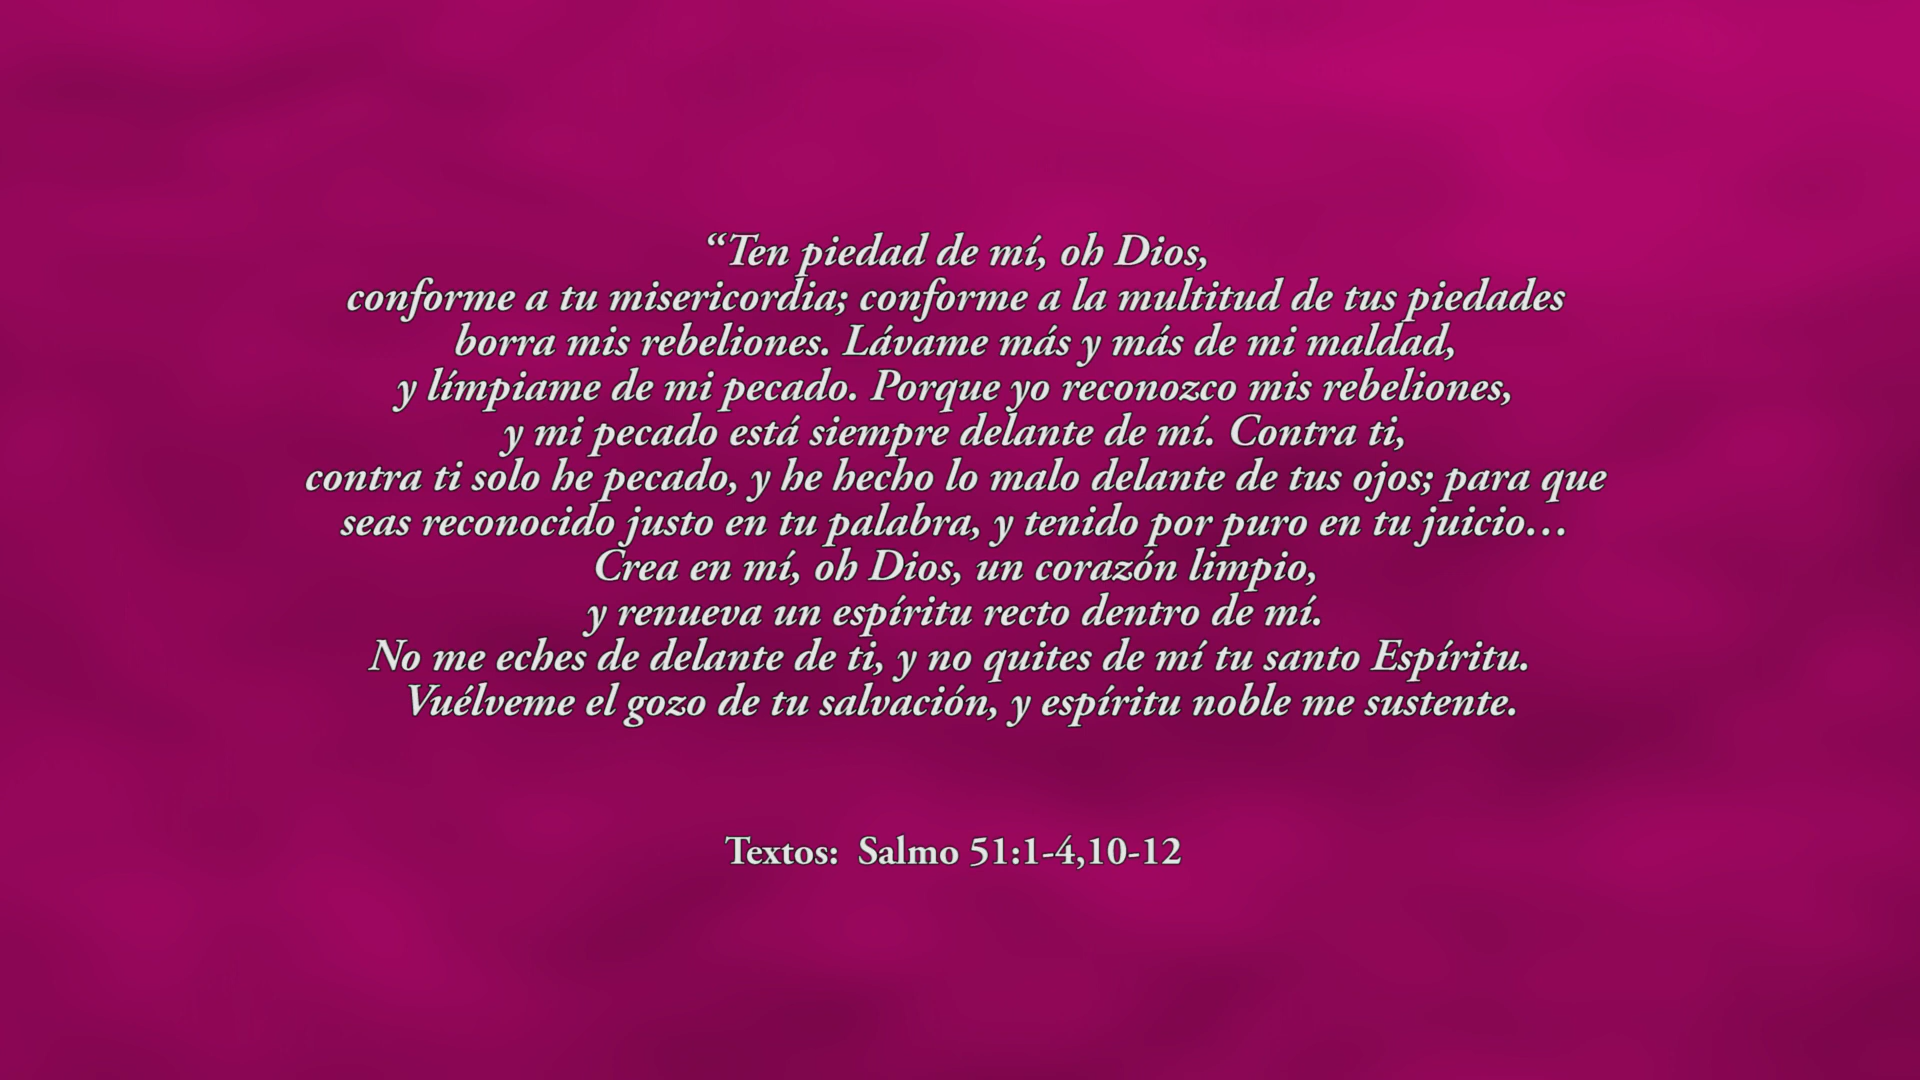 “Ten piedad de mí, oh Dios,
conforme a tu misericordia; conforme a la multitud de tus piedades
borra mis rebeliones. Lávame más y más de mi maldad,
y límpiame de mi pecado. Porque yo reconozco mis rebeliones,
y mi pecado está siempre delante de mí. Contra ti,
contra ti solo he pecado, y he hecho lo malo delante de tus ojos; para que
seas reconocido justo en tu palabra, y tenido por puro en tu juicio…
Crea en mí, oh Dios, un corazón limpio,
y renueva un espíritu recto dentro de mí.
No me eches de delante de ti, y no quites de mí tu santo Espíritu.
Vuélveme el gozo de tu salvación, y espíritu noble me sustente.
Textos:  Salmo 51:1-4,10-12